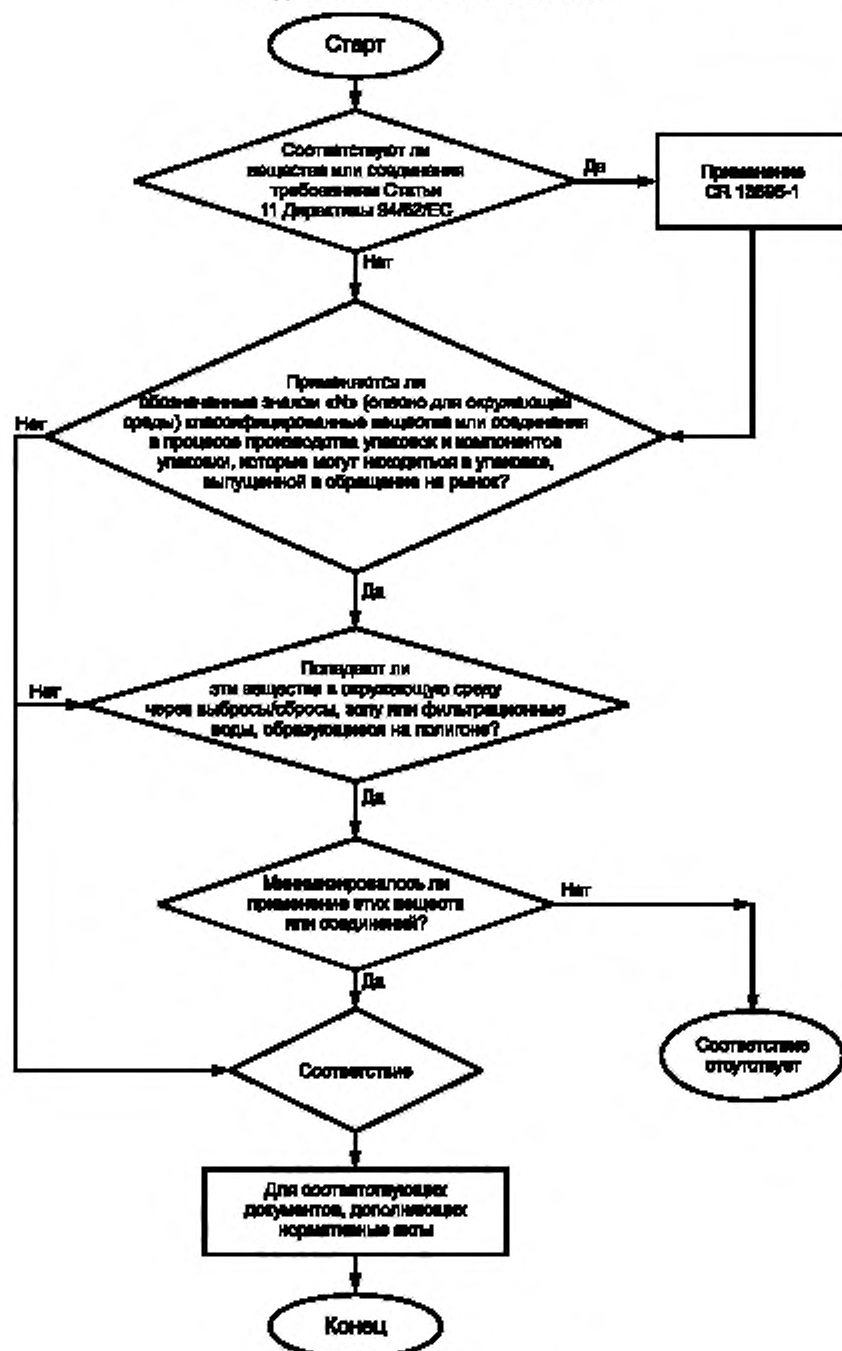 Старт
Соответствуют ли
вещества или соединения
требованиям Статьи
11 Директивы 94/62/ЕС
Да
Применение
CR 13695-1
Нет
Применяются ли
обозначенные знаком «N» (опасно для окружающей
среды) классифицированные вещества или соединения
в процессе производства упаковок и компонентов
упаковки, которые могут находиться в упаковке,
выпущенной в обращение на рынок?
Нет
Да
Попадают ли
эти вещества в окружающую среду
через выбросы/сбросы, золу или фильтрационные
воды, образующиеся на полигоне?
Нет
Да
Минимизировалось ли
применение этих веществ
или соединений?
Нет
Да
Соответствие
Соответствие
отсутствует
Для соответствующих
документов, дополняющих
нормативные акты
Конец